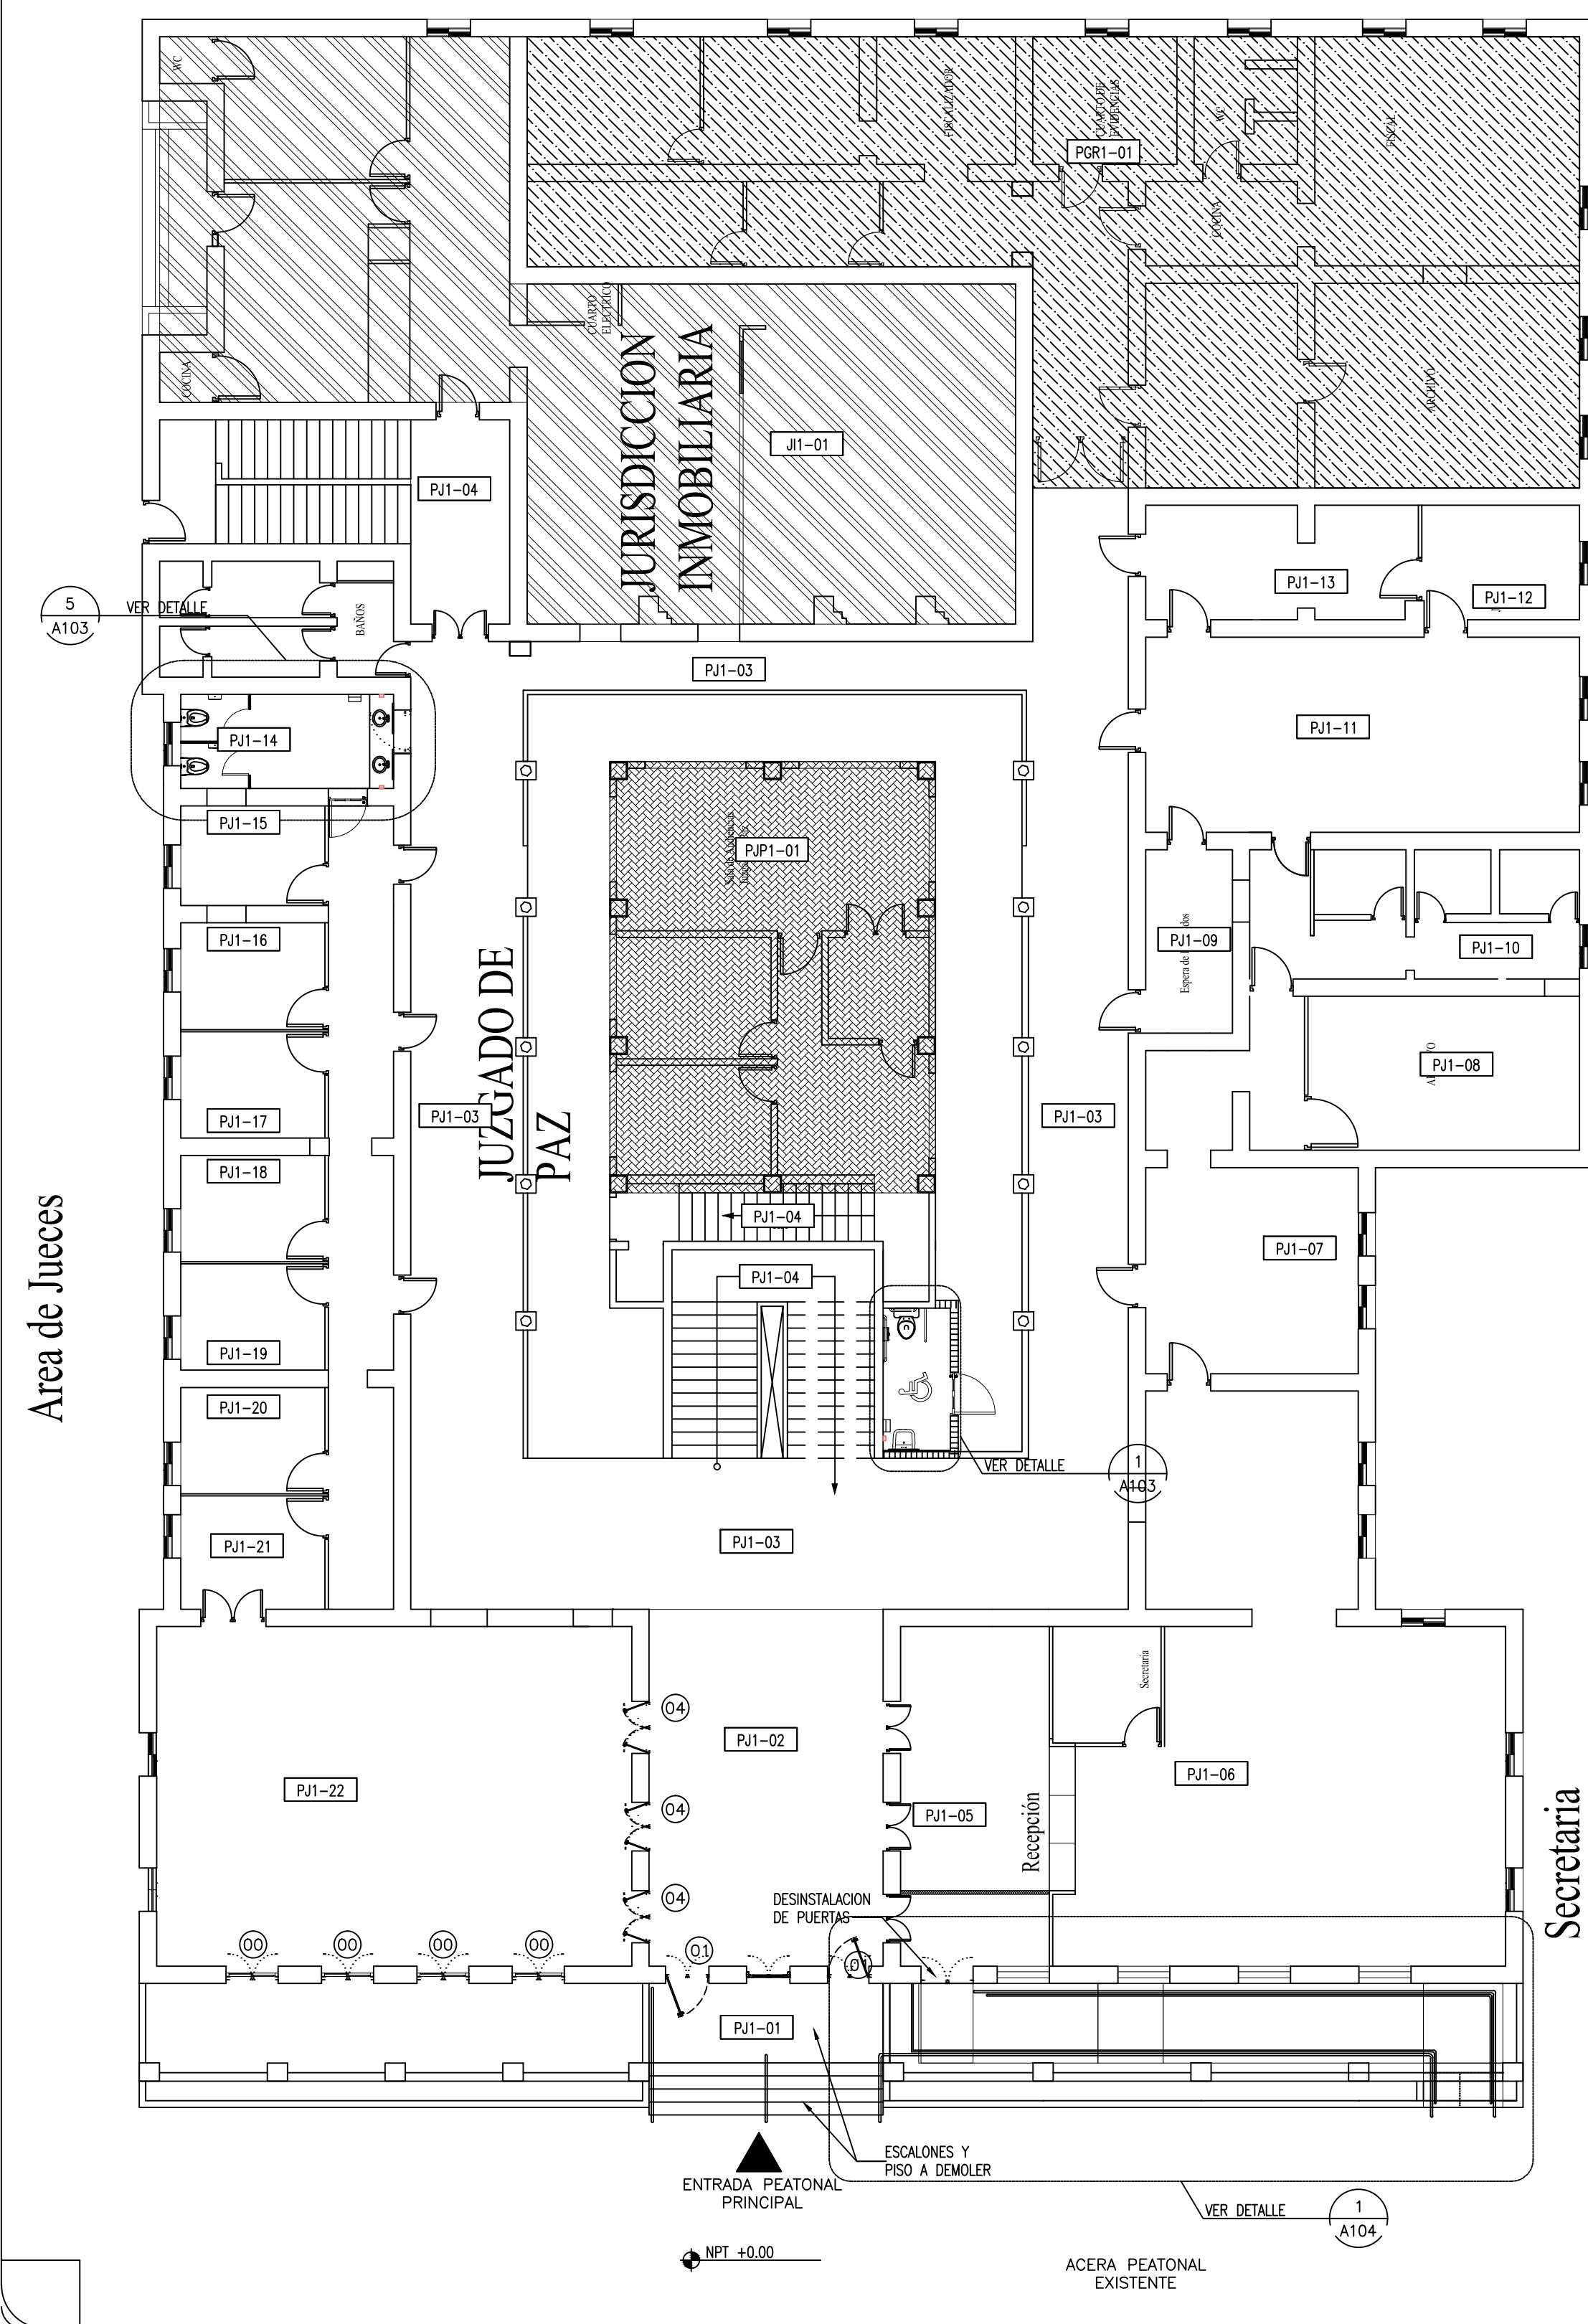 WC
FISCALIZADOR
CUARTO DE
EVIDENCIAS
WC
FISCAL
PGR1-01
COCINA
CUARTO
ELECTRICO
COCINA
ARCHIVO
JURISDICCION
INMOBILIARIA
JI1-01
PJ1-04
PJ1-13
PJ1-12
5
A103
VER DETALLE
BAÑOS
PJ1-03
PJ1-14
PJ1-11
PJ1-15
PJP1-01
PJ1-16
PJ1-09
Espera de
dos
PJ1-10
PJ1-08
JUZGADO DE
PAZ
PJ1-03
PJ1-03
PJ1-17
PJ1-18
PJ1-04
PJ1-07
PJ1-04
Area de Jueces
PJ1-19
PJ1-20
VER DETALLE
1
A103
PJ1-21
PJ1-03
Secretaria
04
PJ1-02
PJ1-22
PJ1-06
04
PJ1-05
Recepción
Secretaria
04
DESINSTALACION
DE PUERTAS
00
00
00
00
01
01
PJ1-01
ESCALONES Y
PISO A DEMOLER
ENTRADA PEATONAL
PRINCIPAL
VER DETALLE
1
A104
NPT +0.00
ACERA PEATONAL
EXISTENTE